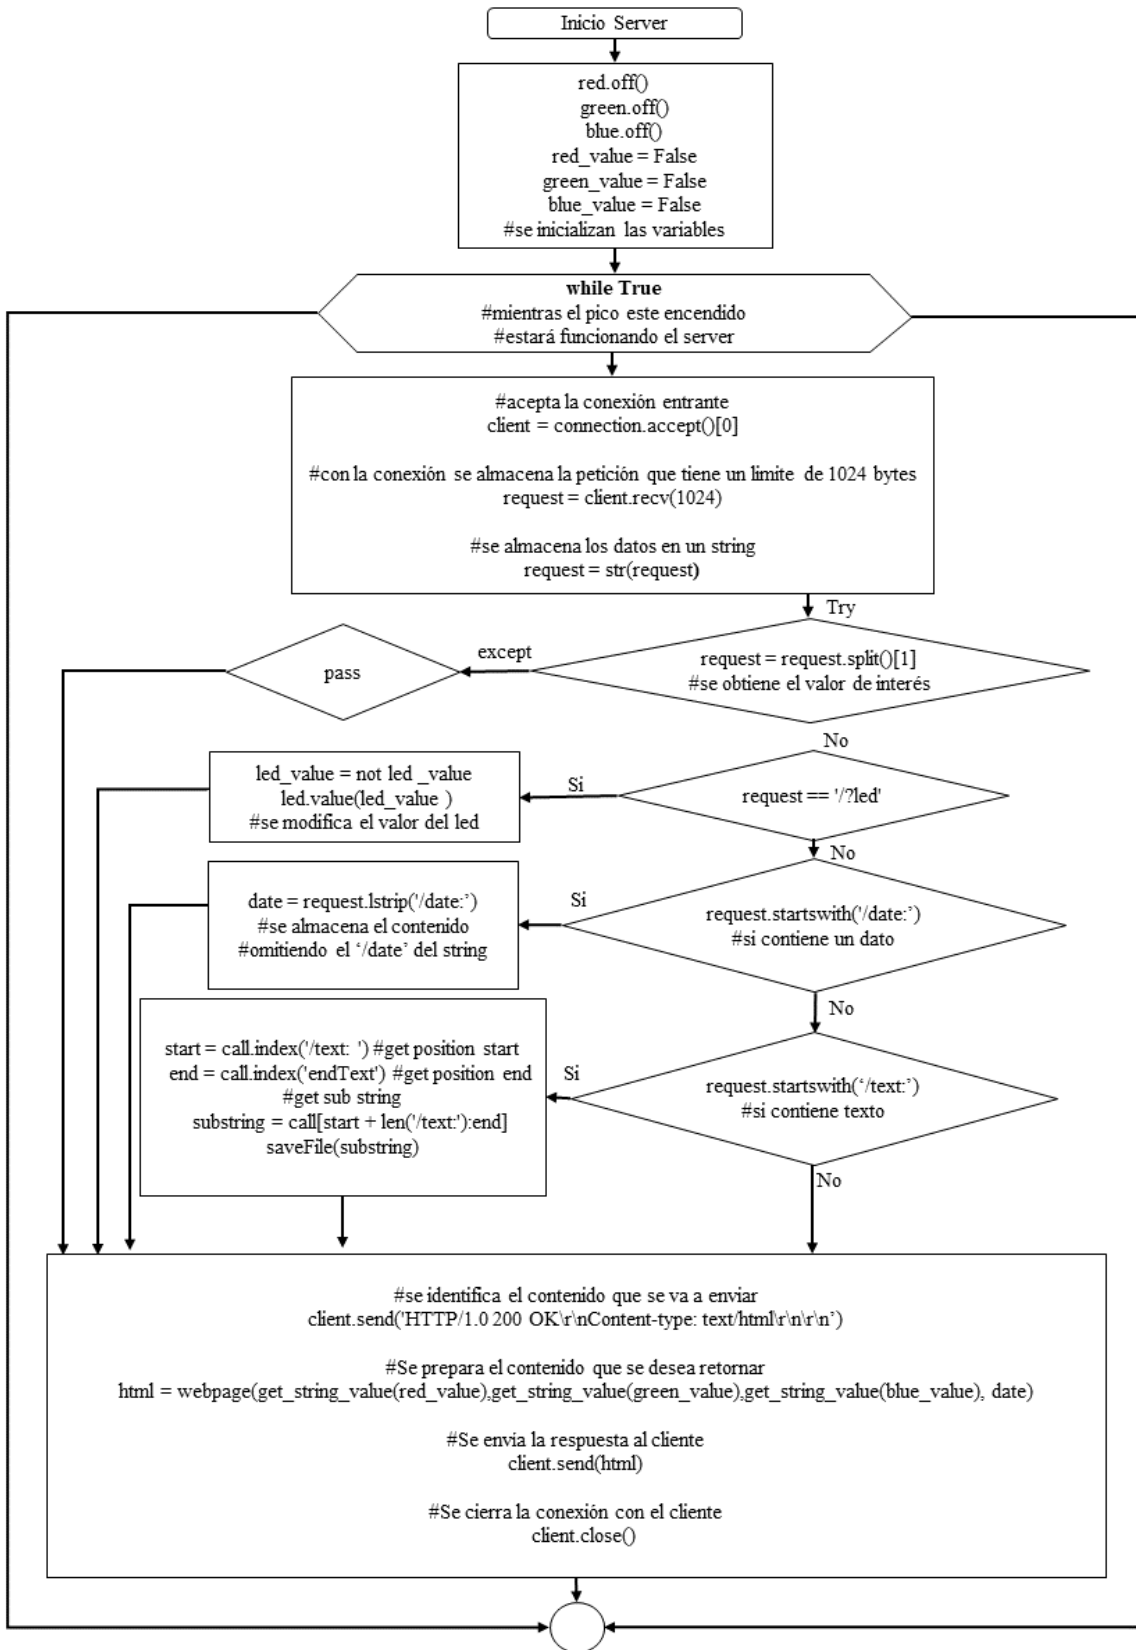 Inicio Server
red.off()
green.off()
blue.off()
red_value = False
green_value = False
blue_value = False
#se inicializan las variables
while True
#mientras el pico este encendido
#estará funcionando el server
#acepta la conexión entrante
client = connection.accept()[0]
#con la conexión se almacena la petición que tiene un limite de 1024 bytes
request = client.recv(1024)
#se almacena los datos en un string
request = str(request)
Try
request = request.split()[1]
#se obtiene el valor de interés
except
pass
No
request == '/?led'
Si
led_value = not led _value
led.value(led_value )
#se modifica el valor del led
No
request.startswith('/date:’)
#si contiene un dato
Si
date = request.lstrip('/date:’)
#se almacena el contenido
#omitiendo el ‘/date’ del string
No
request.startswith(‘/text:’)
#si contiene texto
Si
start = call.index('/text: ') #get position start
end = call.index('endText') #get position end
#get sub string
substring = call[start + len('/text:'):end]
saveFile(substring)
No
#se identifica el contenido que se va a enviar
client.send('HTTP/1.0 200 OK\r\nContent-type: text/html\r\n\r\n’)
#Se prepara el contenido que se desea retornar
html = webpage(get_string_value(red_value),get_string_value(green_value),get_string_value(blue_value), date)
#Se envia la respuesta al cliente
client.send(html)
#Se cierra la conexión con el cliente
client.close()